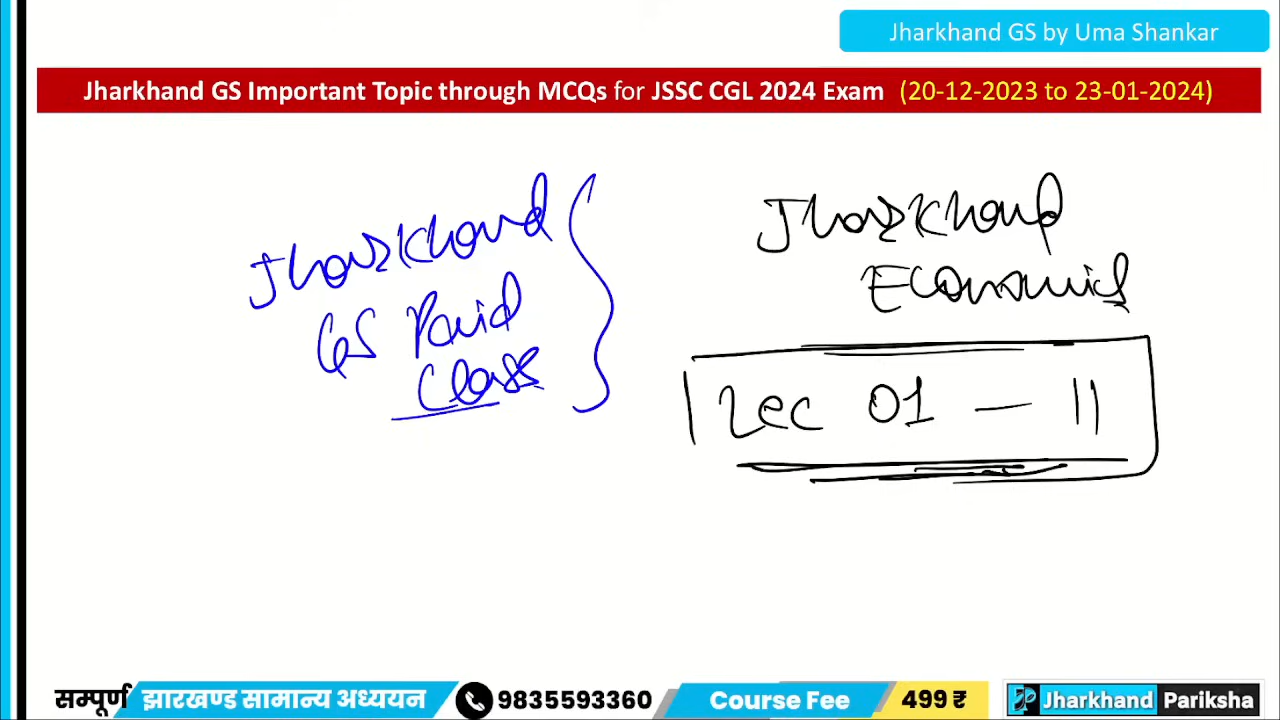 Jharkhand GS by Uma Shankar
Jharkhand GS Important Topic through MCQs for JSSC CGL 2024 Exam (20-12-2023 to 23-01-2024)
Jharkhand
GS Paid
Class
Jharkhand
Economics
Lec 01 - 11
सम्पूर्ण झारखण्ड सामान्य अध्ययन 9835593360 Course Fee 499 ₹ JP Jharkhand Pariksha